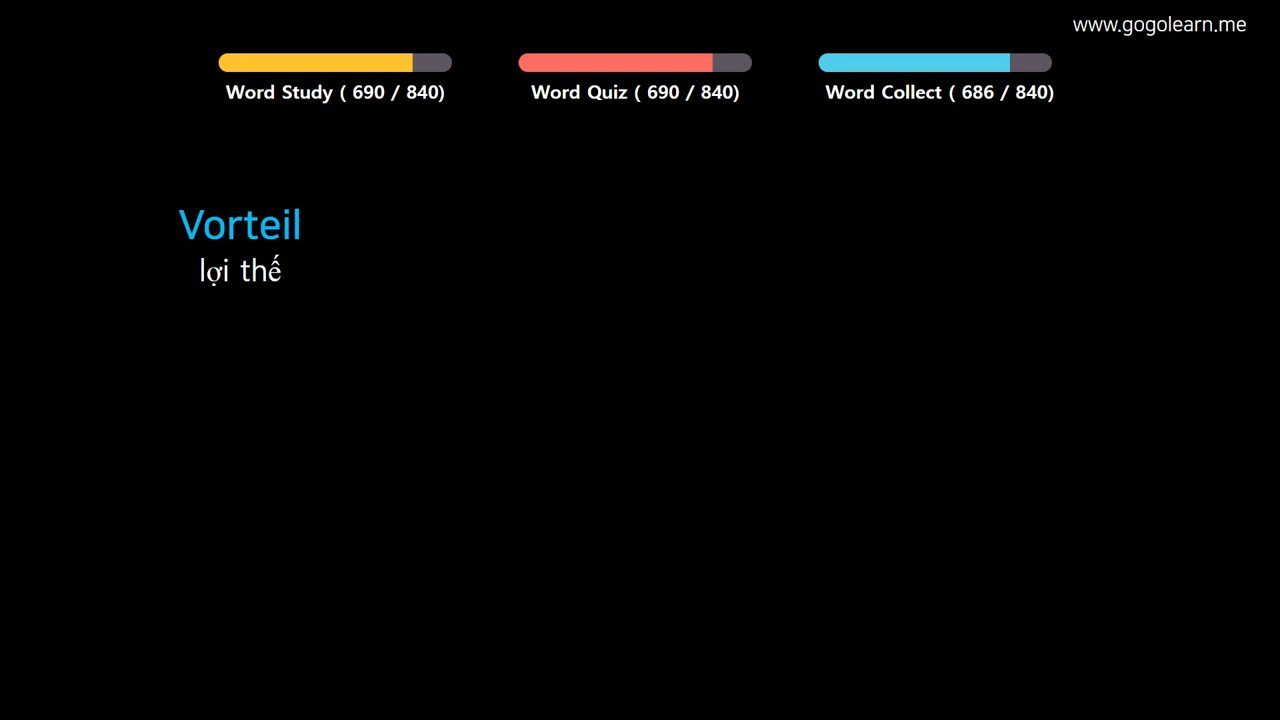 www.gogolearn.me
Word Study ( 690 / 840)
Word Quiz ( 690 / 840)
Word Collect ( 686 / 840)
Vorteil
lợi thế